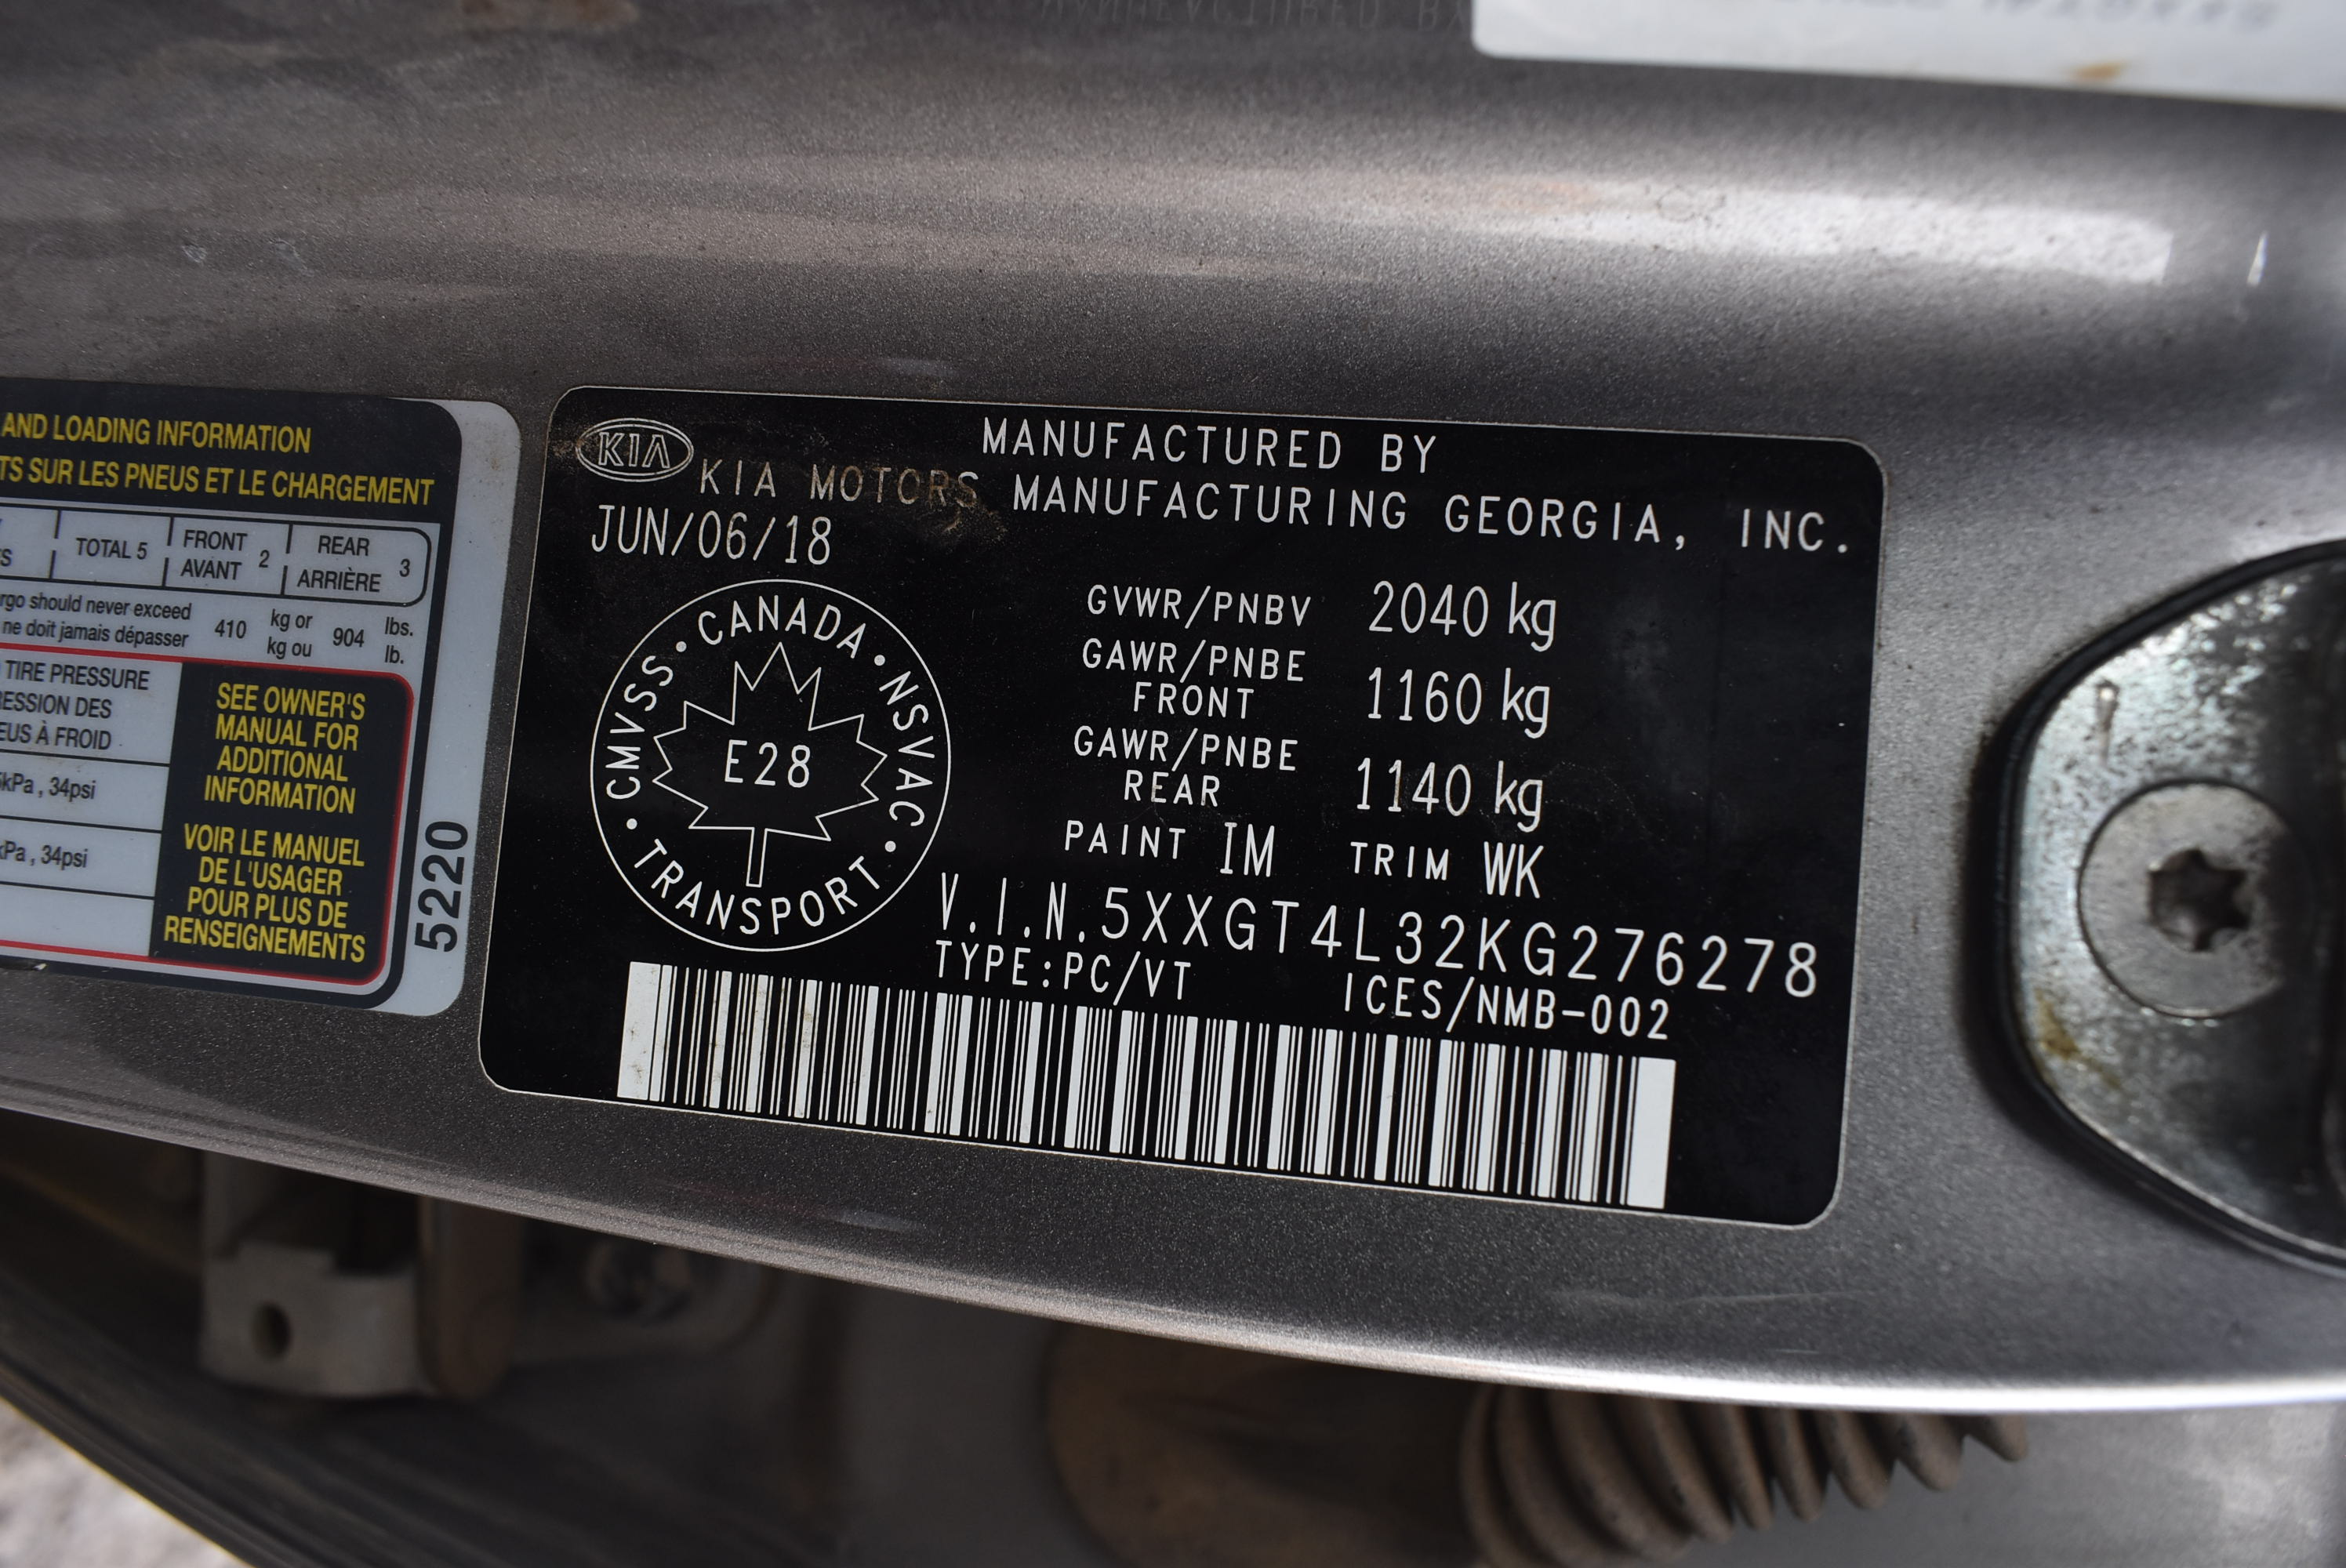 AND LOADING INFORMATION
TS SUR LES PNEUS ET LE CHARGEMENT
TOTAL 5
FRONT
AVANT
2
REAR
ARRIÈRE
3
should never exceed
ne doit jamais dépasser
410
kg or
kg ou
904
lbs.
lb.
TIRE PRESSURE
DES
À FROID
kPa , 34psi
kPa , 34psi
SEE OWNER'S
MANUAL FOR
ADDITIONAL
INFORMATION
VOIR LE MANUEL
DE L'USAGER
POUR PLUS DE
RENSEIGNEMENTS
5220
KIA
MANUFACTURED BY
KIA MOTORS MANUFACTURING GEORGIA, INC.
JUN/06/18
CMVSS • CANADA • NSVAC • TRANSPORT •
E28
GVWR/PNBV 2040 kg
GAWR/PNBE
FRONT
1160 kg
GAWR/PNBE
REAR
1140 kg
PAINT IM TRIM WK
V.I.N.5XXGT4L32KG276278
TYPE:PC/VT ICES/NMB-002